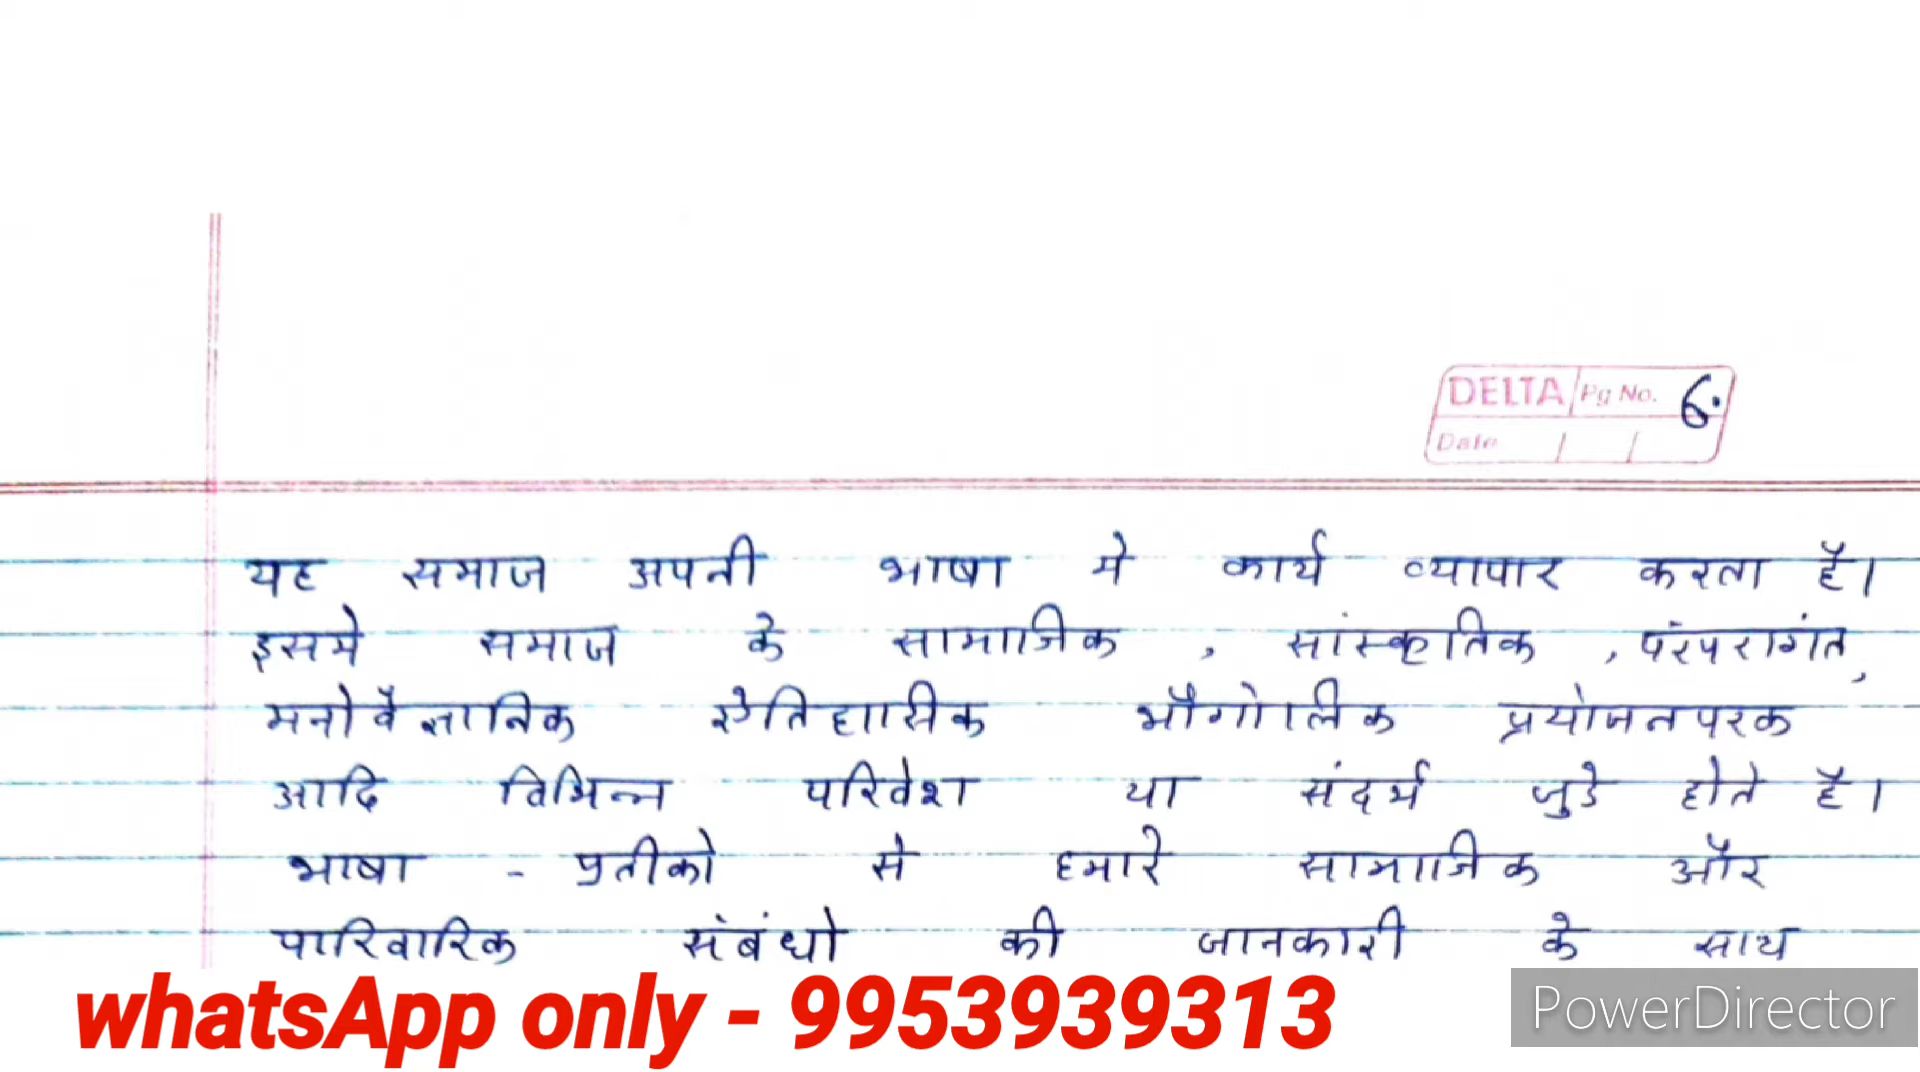 DELTA Pg No. 6.
Date
यह समाज अपनी भाषा मे कार्य व्यापार करता है।
इसमे समाज के सामाजिक , सांस्कृतिक , परंपरागंत,
मनोवैज्ञानिक ऐतिहासिक भौगोलिक प्रयोजनपरक
आदि विभिन्न परिवेश या संदर्भ जुडे होते है।
भाषा - प्रतीको से हमारे सामाजिक और
पारिवारिक संबंधो की जानकारी के साथ
whatsApp only - 9953939313
PowerDirector